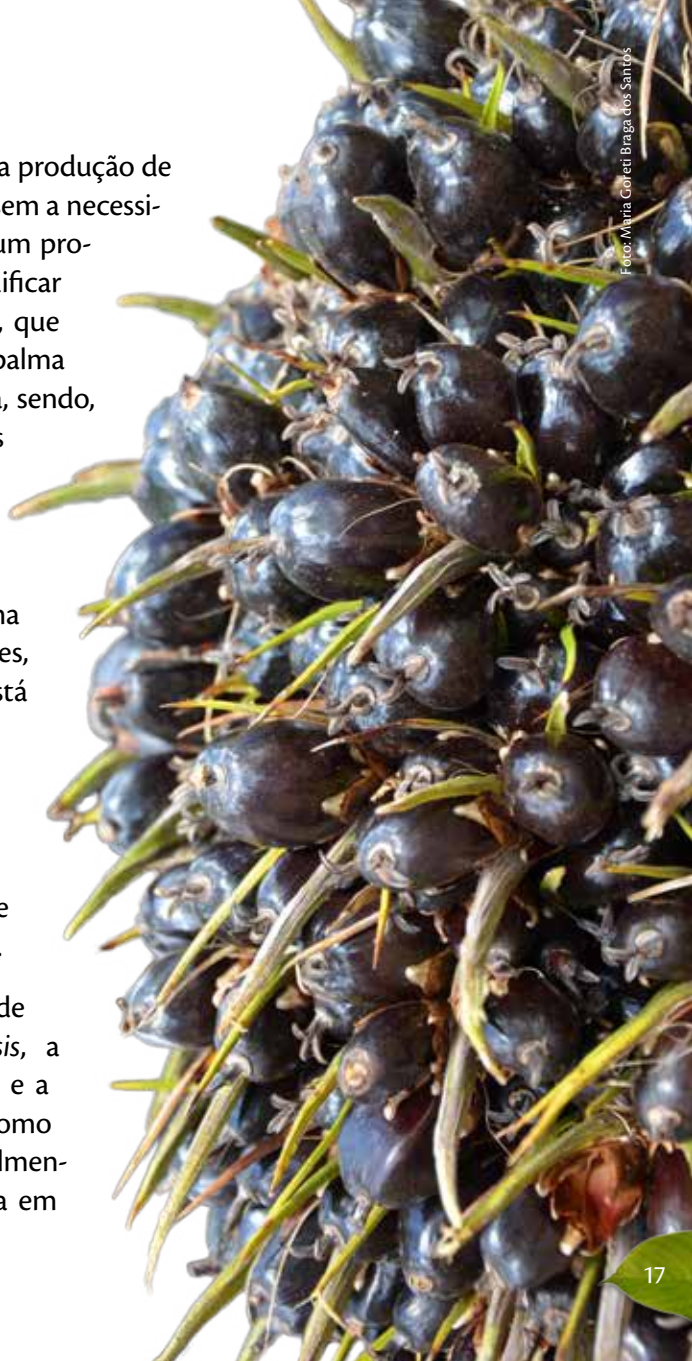 a produção de
sem a necessi-
um pro-
ificar
, que
palma
, sendo,
s
na
es,
stá
e
.
de
sis, a
e a
omo
lmen-
a em
Foto: Maria Goreti Braga dos Santos
17